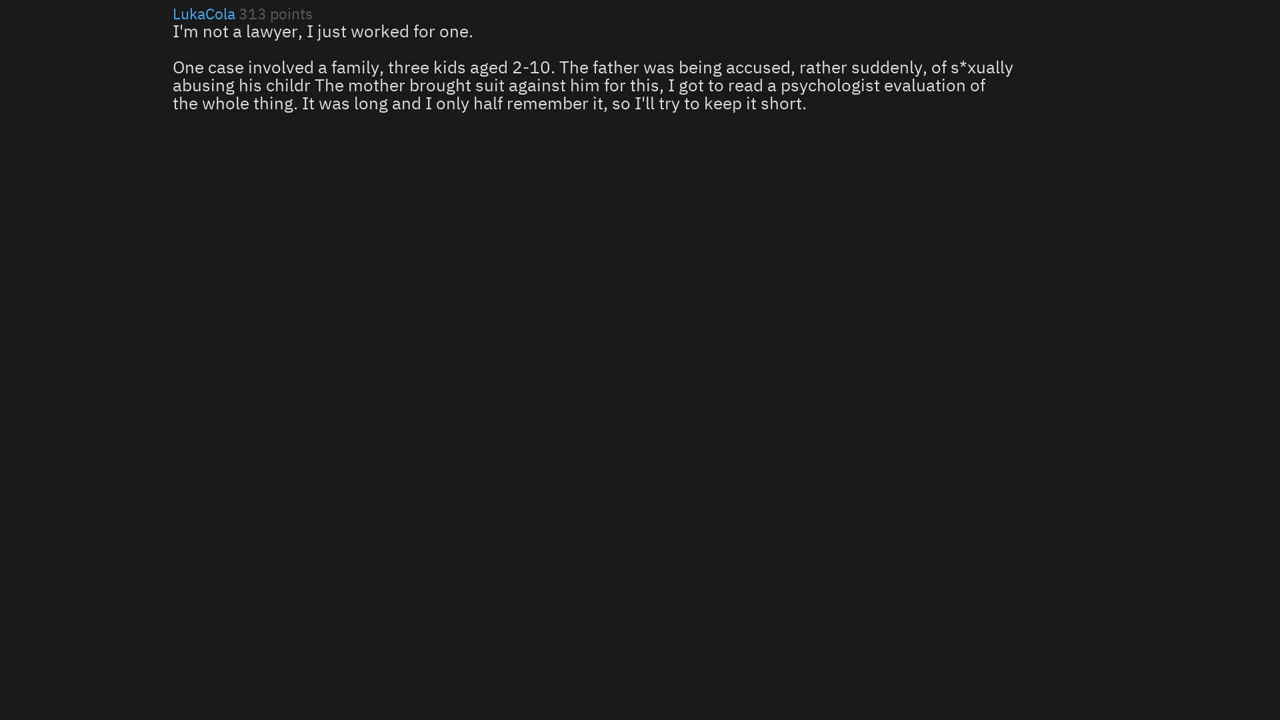 LukaCola 313 points
I'm not a lawyer, I just worked for one.
One case involved a family, three kids aged 2-10. The father was being accused, rather suddenly, of s*xually
abusing his childr The mother brought suit against him for this, I got to read a psychologist evaluation of
the whole thing. It was long and I only half remember it, so I'll try to keep it short.